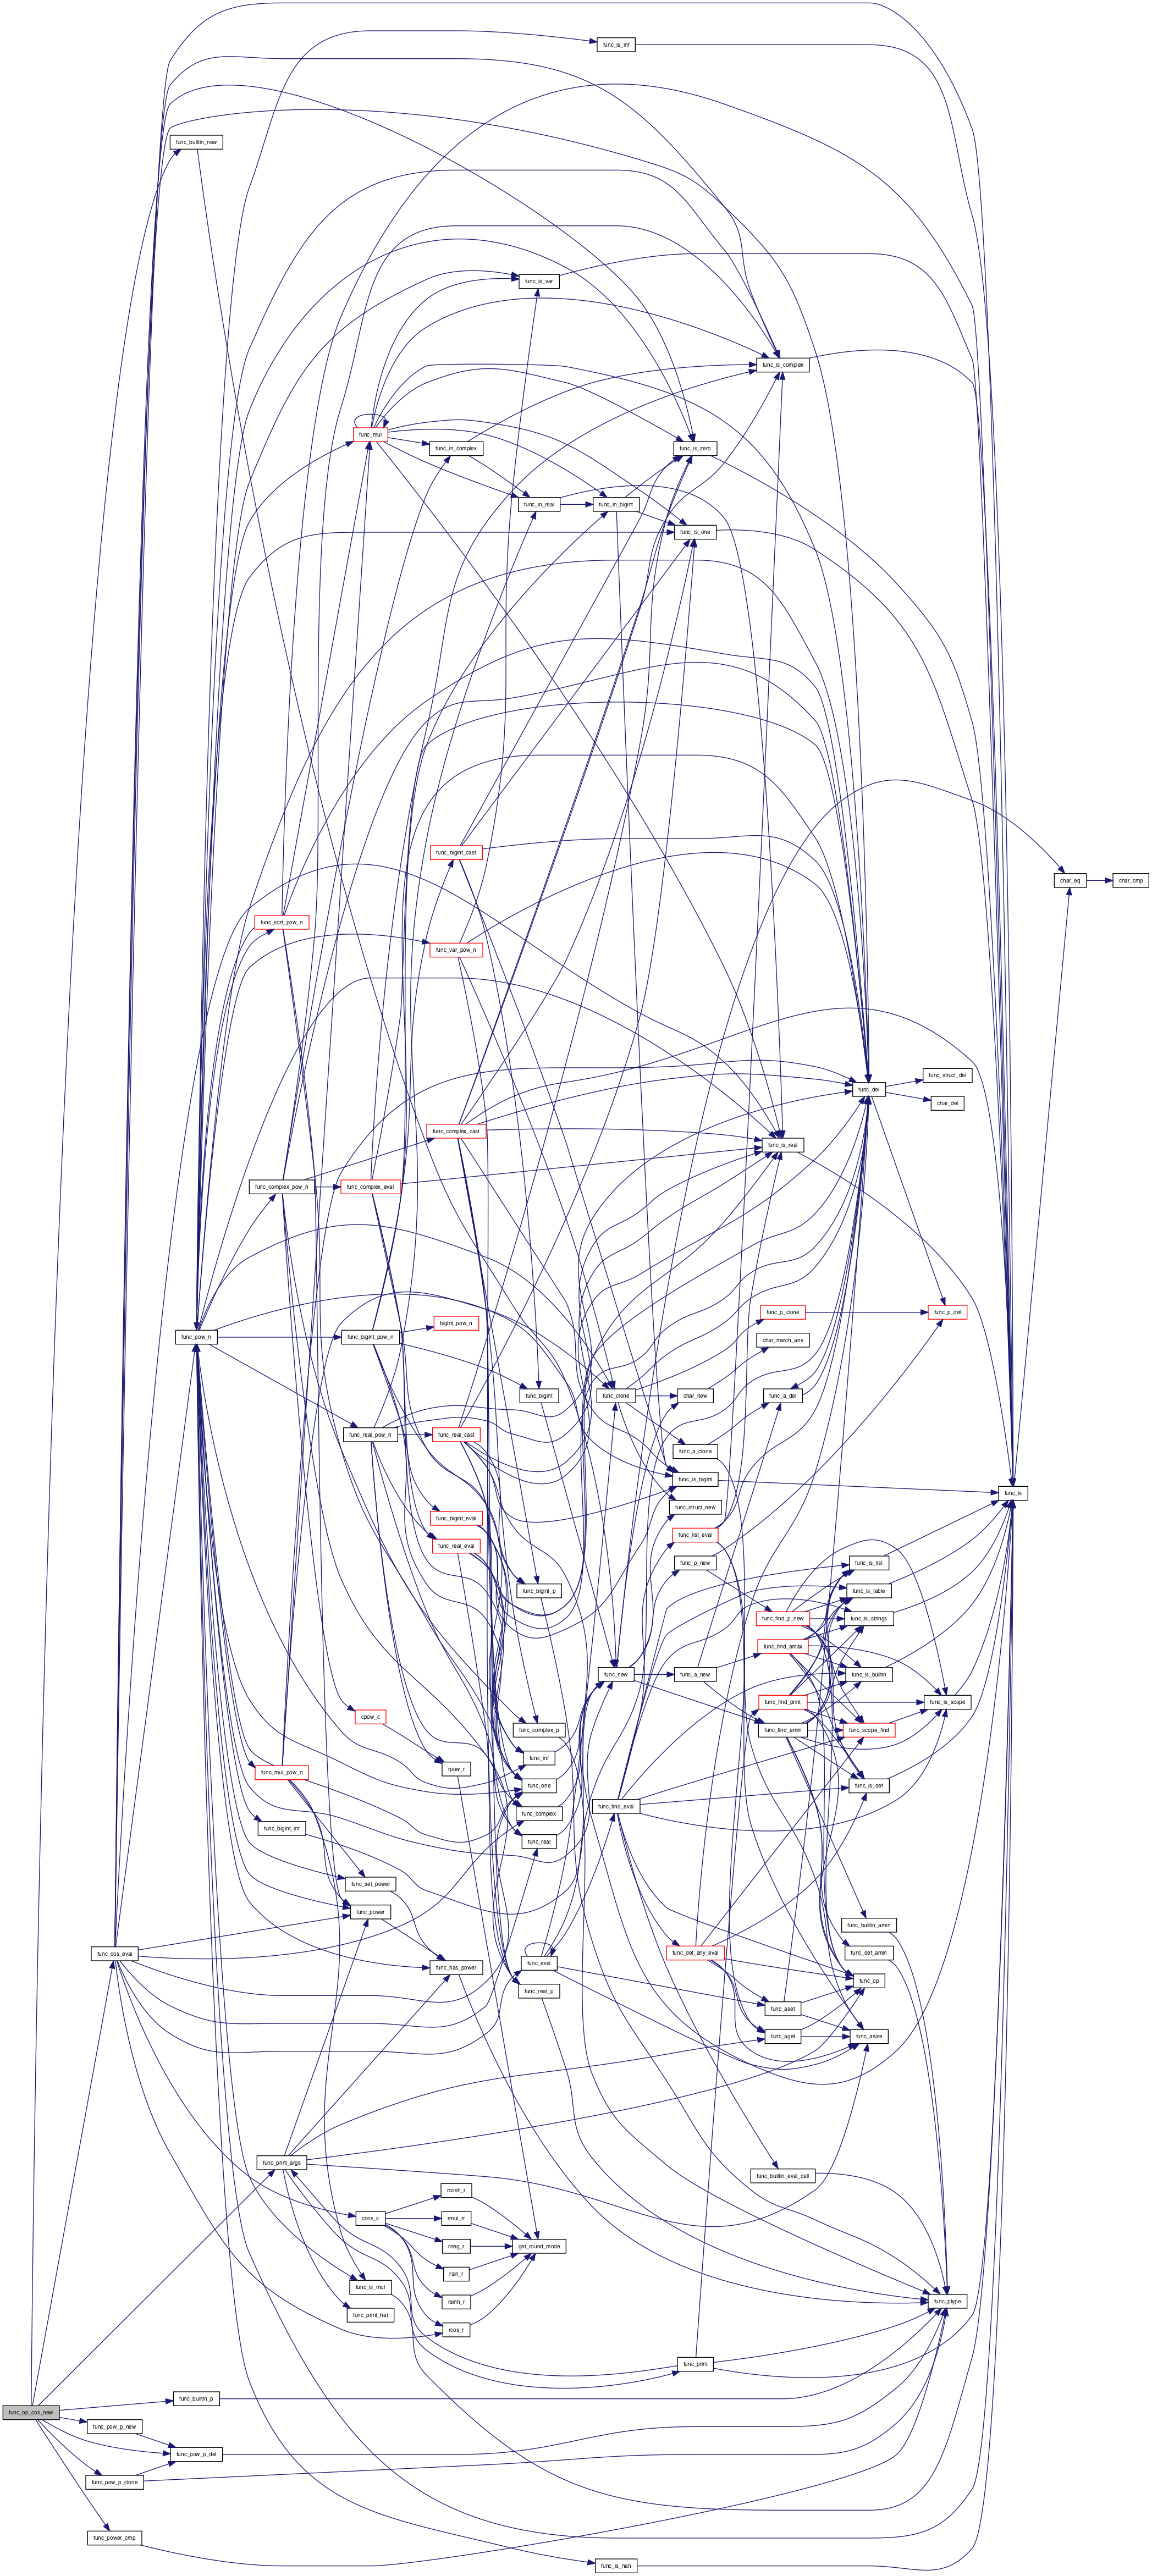 func_is_inf
func_builtin_new
func_is_var
func_is_complex
func_mul
func_in_complex
func_is_zero
func_in_real
func_in_bigint
func_is_one
func_bigint_cast
char_eq
char_cmp
func_sqrt_pow_n
func_var_pow_n
func_struct_del
func_del
char_del
func_complex_cast
func_is_real
func_complex_pow_n
func_complex_eval
func_p_clone
func_p_del
bigint_pow_n
func_pow_n
func_bigint_pow_n
char_match_any
func_bigint
func_clone
char_new
func_a_del
func_real_pow_n
func_real_cast
func_a_clone
func_is_bigint
func_is
func_struct_new
func_bigint_eval
func_list_eval
func_real_eval
func_p_new
func_is_list
func_bigint_p
func_is_table
func_find_p_new
func_is_strings
func_find_amax
func_new
func_a_new
func_is_builtin
func_find_print
func_is_scope
cpow_c
func_complex_p
func_find_amin
func_scope_find
func_inf
rpow_r
func_mul_pow_n
func_one
func_is_def
func_find_eval
func_complex
func_bigint_int
func_real
func_set_power
func_power
func_builtin_amin
func_cos_eval
func_def_any_eval
func_def_amin
func_eval
func_has_power
func_op
func_real_p
func_aset
func_aget
func_asize
func_print_args
func_builtin_eval_call
rcosh_r
ccos_c
rmul_rr
rneg_r
get_round_mode
rsin_r
func_is_mul
rsinh_r
func_ptype
func_print_hat
rcos_r
func_print
func_builtin_p
func_op_cos_new
func_pow_p_new
func_pow_p_del
func_pow_p_clone
func_power_cmp
func_is_nan